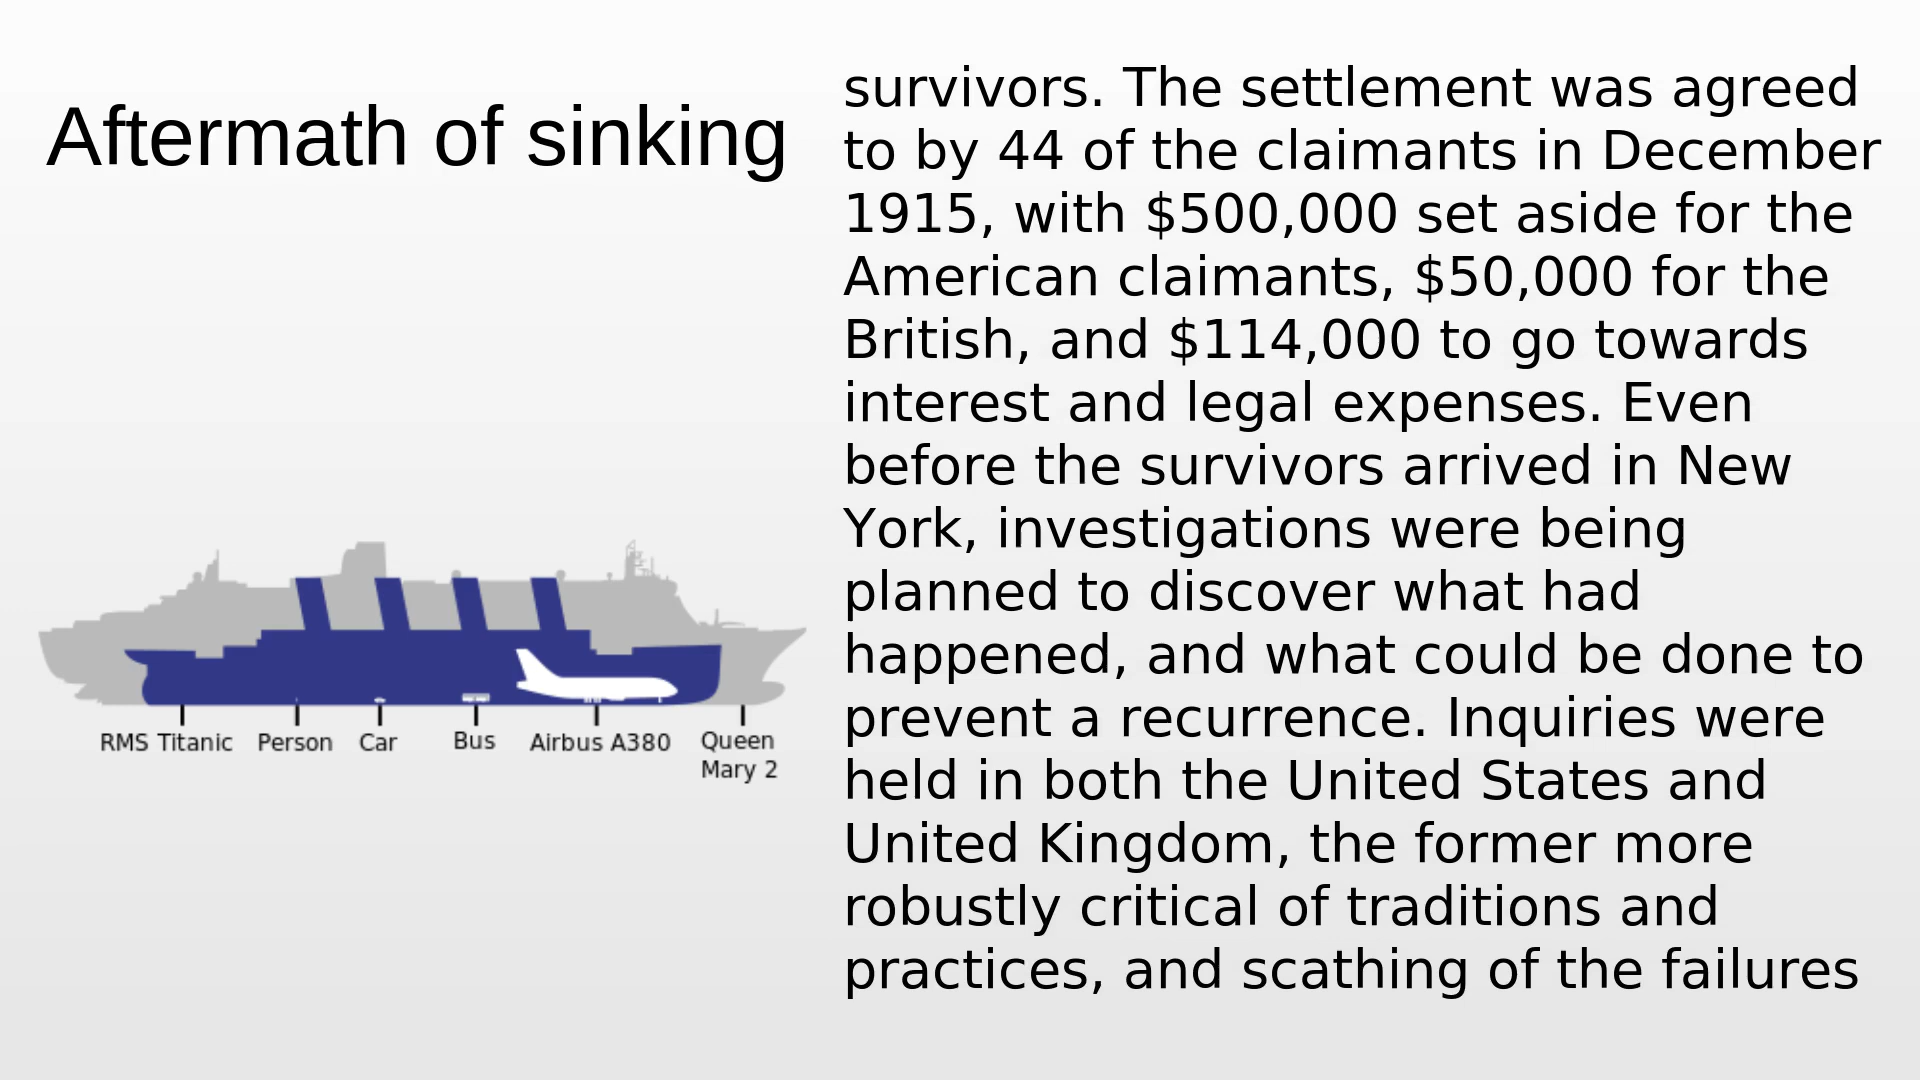 Aftermath of sinking
survivors. The settlement was agreed
to by 44 of the claimants in December
1915, with $500,000 set aside for the
American claimants, $50,000 for the
British, and $114,000 to go towards
interest and legal expenses. Even
before the survivors arrived in New
York, investigations were being
planned to discover what had
happened, and what could be done to
prevent a recurrence. Inquiries were
held in both the United States and
United Kingdom, the former more
robustly critical of traditions and
practices, and scathing of the failures
RMS Titanic Person Car Bus Airbus A380 Queen
Mary 2